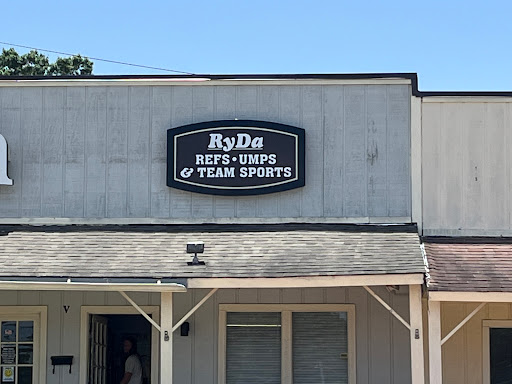 RyDa
REFS • UMPS
& TEAM SPORTS
V